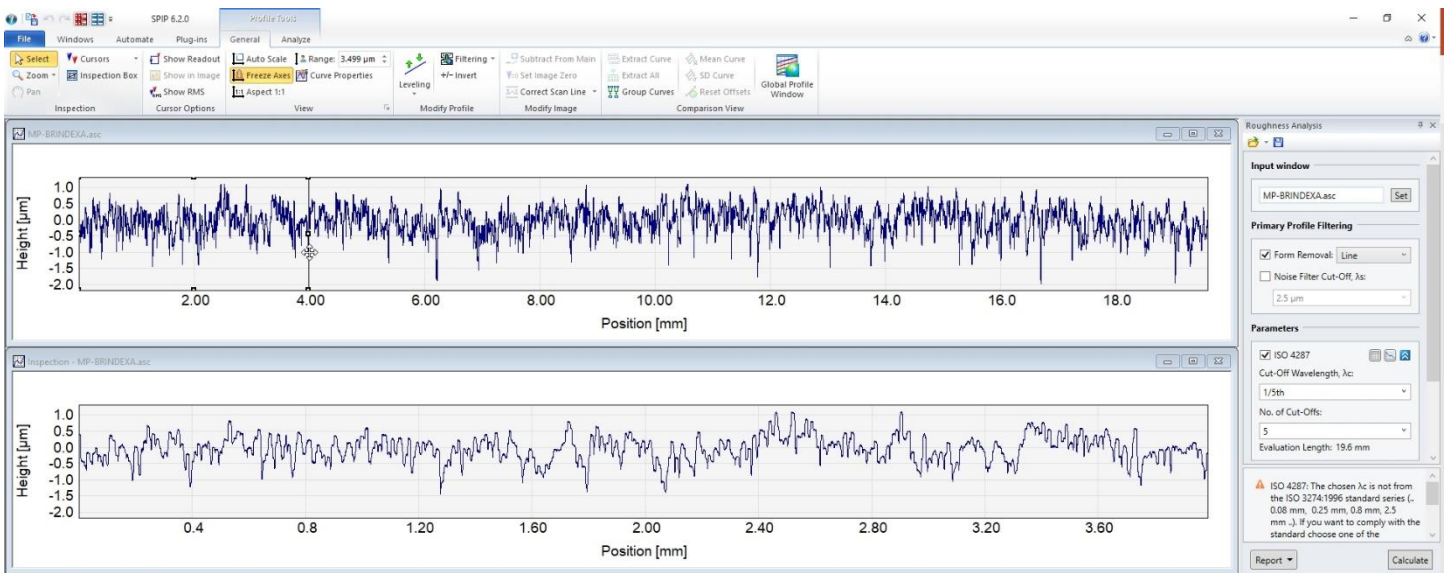 SPIP 6.2.0
Profile Tools
File Windows Automate Plug-ins General Analyze
Select Cursors Show Readout Auto Scale Range: 3.499 µm Filtering Subtract From Main Extract Curve Mean Curve
Zoom Inspection Box Show in Image Freeze Axes Curve Properties Leveling +/- Invert Set Image Zero Extract All SD Curve Global Profile Window
Pan Show RMS Aspect 1:1 Correct Scan Line Group Curves Reset Offsets
Inspection Cursor Options View Modify Profile Modify Image Comparison View
MP-BRINDEXA.asc
Height [µm]
1.0
0.5
0.0
-0.5
-1.0
-1.5
-2.0
2.00 4.00 6.00 8.00 10.00 12.0 14.0 16.0 18.0
Position [mm]
Inspection - MP-BRINDEXA.asc
Height [µm]
1.0
0.5
0.0
-0.5
-1.0
-1.5
-2.0
0.4 0.8 1.20 1.60 2.00 2.40 2.80 3.20 3.60
Position [mm]
Roughness Analysis
Input window
MP-BRINDEXA.asc Set
Primary Profile Filtering
Form Removal: Line
Noise Filter Cut-Off, λs:
2.5 µm
Parameters
ISO 4287
Cut-Off Wavelength, λc:
1/5th
No. of Cut-Offs:
5
Evaluation Length: 19.6 mm
ISO 4287: The chosen λc is not from
the ISO 3274:1996 standard series (..
0.08 mm, 0.25 mm, 0.8 mm, 2.5
mm ..). If you want to comply with the
standard choose one of the
Report Calculate